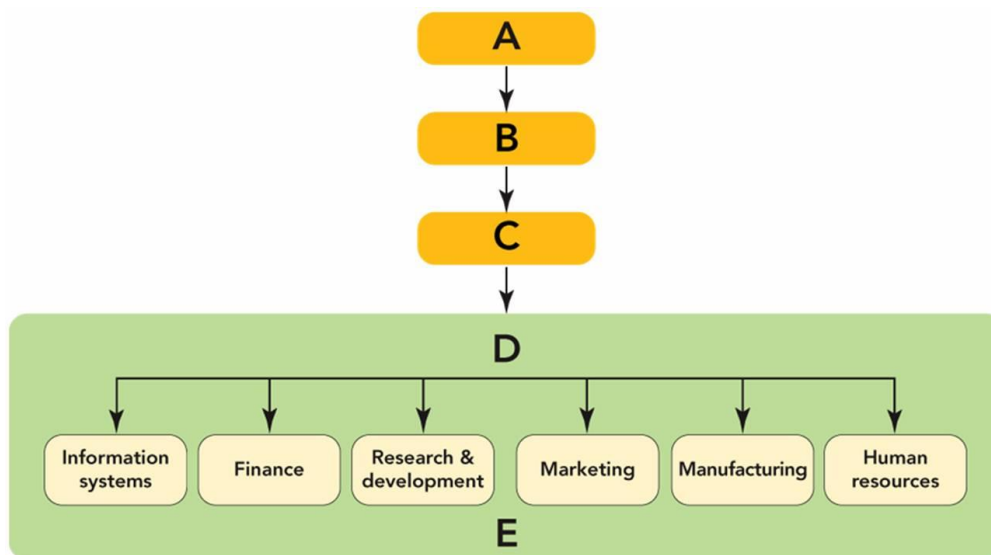 A
B
C
D
Information
systems
Finance
Research &
development
Marketing
Manufacturing
Human
resources
E